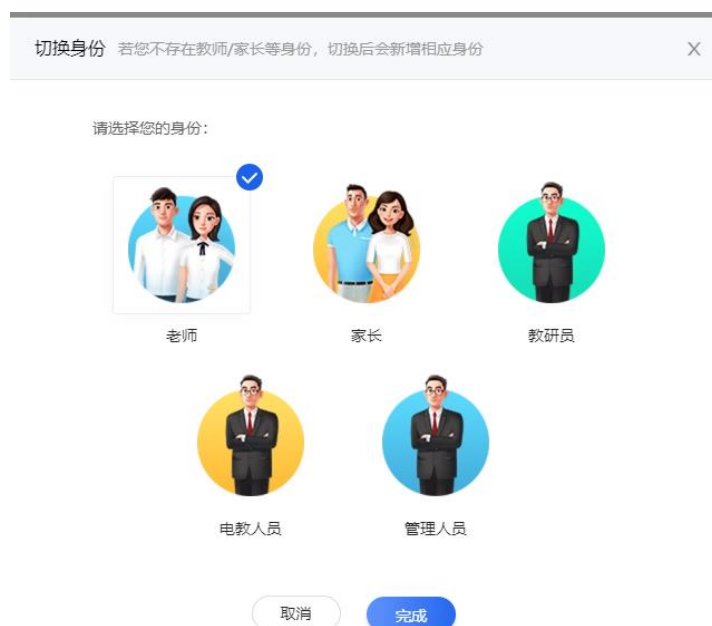 切换身份 若您不存在教师/家长等身份，切换后会新增相应身份 X
请选择您的身份：
老师 家长 教研员
电教人员 管理人员
取消 完成